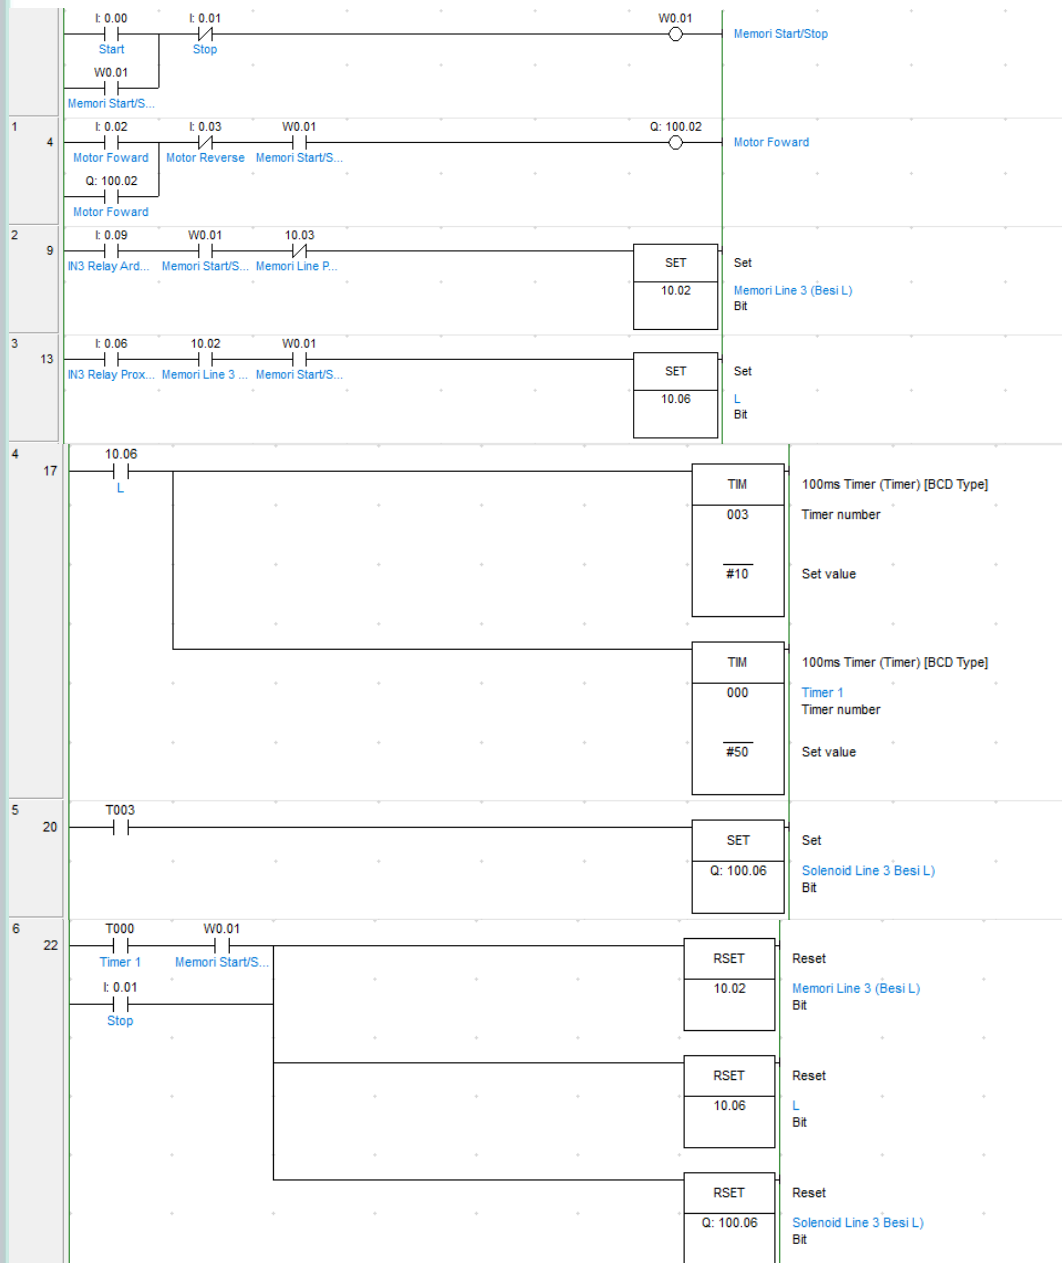 I: 0.00 I: 0.01 W0.01
Start Stop Memori Start/Stop
W0.01
Memori Start/S...
1
4
I: 0.02 I: 0.03 W0.01 Q: 100.02
Motor Foward Motor Reverse Memori Start/S... Motor Foward
Q: 100.02
Motor Foward
2
9
I: 0.09 W0.01 10.03
IN3 Relay Ard... Memori Start/S... Memori Line P...
SET Set
10.02 Memori Line 3 (Besi L)
Bit
3
13
I: 0.06 10.02 W0.01
IN3 Relay Prox... Memori Line 3 ... Memori Start/S...
SET Set
10.06 L
Bit
4
17
10.06
L
TIM 100ms Timer (Timer) [BCD Type]
003 Timer number
#10 Set value
TIM 100ms Timer (Timer) [BCD Type]
000 Timer 1
Timer number
#50 Set value
5
20
T003
SET Set
Q: 100.06 Solenoid Line 3 Besi L)
Bit
6
22
T000 W0.01
Timer 1 Memori Start/S...
I: 0.01
Stop
RSET Reset
10.02 Memori Line 3 (Besi L)
Bit
RSET Reset
10.06 L
Bit
RSET Reset
Q: 100.06 Solenoid Line 3 Besi L)
Bit